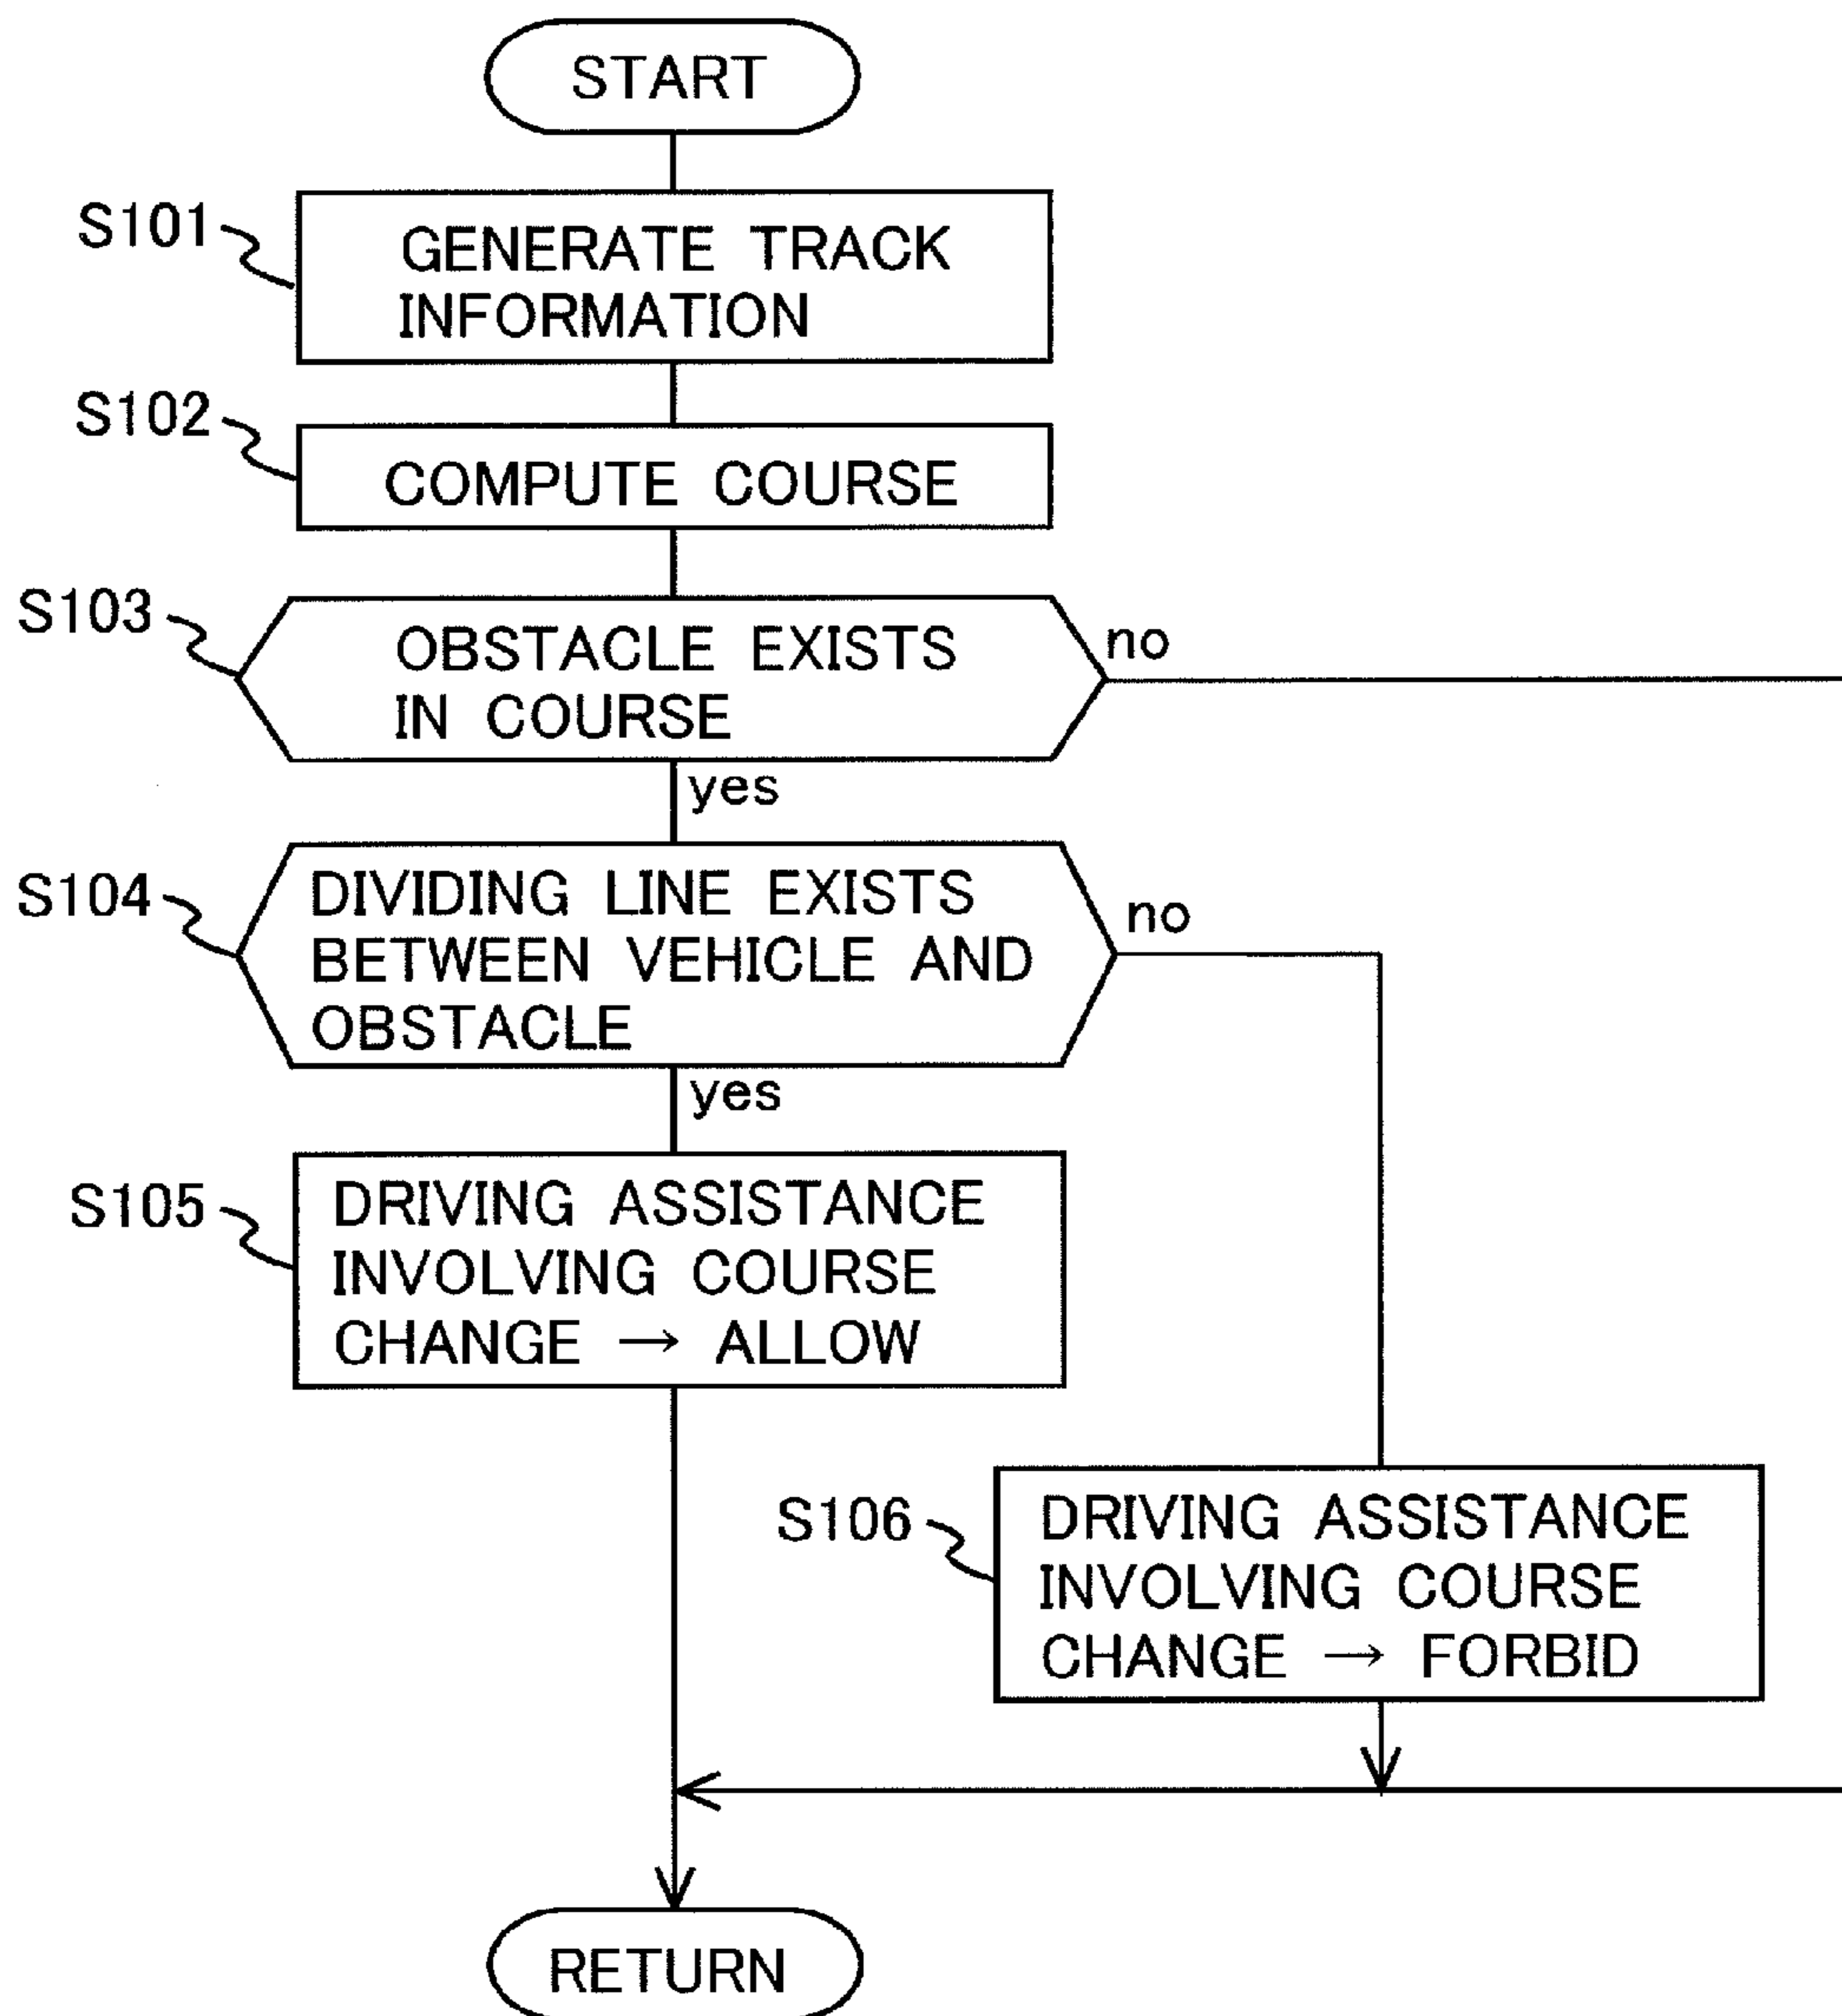 START
S101
GENERATE TRACK
INFORMATION
S102
COMPUTE COURSE
S103
OBSTACLE EXISTS
IN COURSE
no
yes
S104
DIVIDING LINE EXISTS
BETWEEN VEHICLE AND
OBSTACLE
no
yes
S105
DRIVING ASSISTANCE
INVOLVING COURSE
CHANGE → ALLOW
S106
DRIVING ASSISTANCE
INVOLVING COURSE
CHANGE → FORBID
RETURN